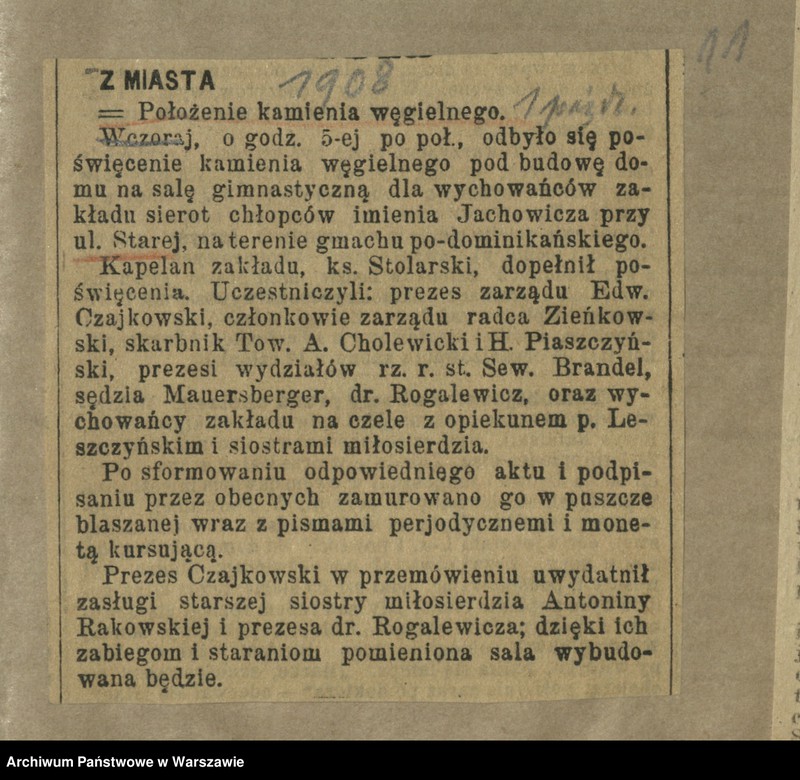 11
Z MIASTA 1908
= Położenie kamienia węgielnego. 1 paźdz.
Wczoraj, o godz. 5-ej po poł., odbyło się po-
święcenie kamienia węgielnego pod budowę do-
mu na salę gimnastyczną dla wychowańców za-
kładu sierot chłopców imienia Jachowicza przy
ul. Starej, na terenie gmachu po-dominikańskiego.
Kapelan zakładu, ks. Stolarski, dopełnił po-
święcenia. Uczestniczyli: prezes zarządu Edw.
Czajkowski, członkowie zarządu radca Zieńkow-
ski, skarbnik Tow. A. Cholewicki i H. Piaszczyń-
ski, prezesi wydziałów rz. r. st. Sew. Brandel,
sędzia Mauersberger, dr. Rogalewicz, oraz wy-
chowańcy zakładu na czele z opiekunem p. Le-
szczyńskim i siostrami miłosierdzia.
Po sformowaniu odpowiedniego aktu i podpi-
saniu przez obecnych zamurowano go w puszcze
blaszanej wraz z pismami perjodycznemi i mone-
tą kursującą.
Prezes Czajkowski w przemówieniu uwydatnił
zasługi starszej siostry miłosierdzia Antoniny
Rakowskiej i prezesa dr. Rogalewicza; dzięki ich
zabiegom i staraniom pomieniona sala wybudo-
wana będzie.
Archiwum Państwowe w Warszawie